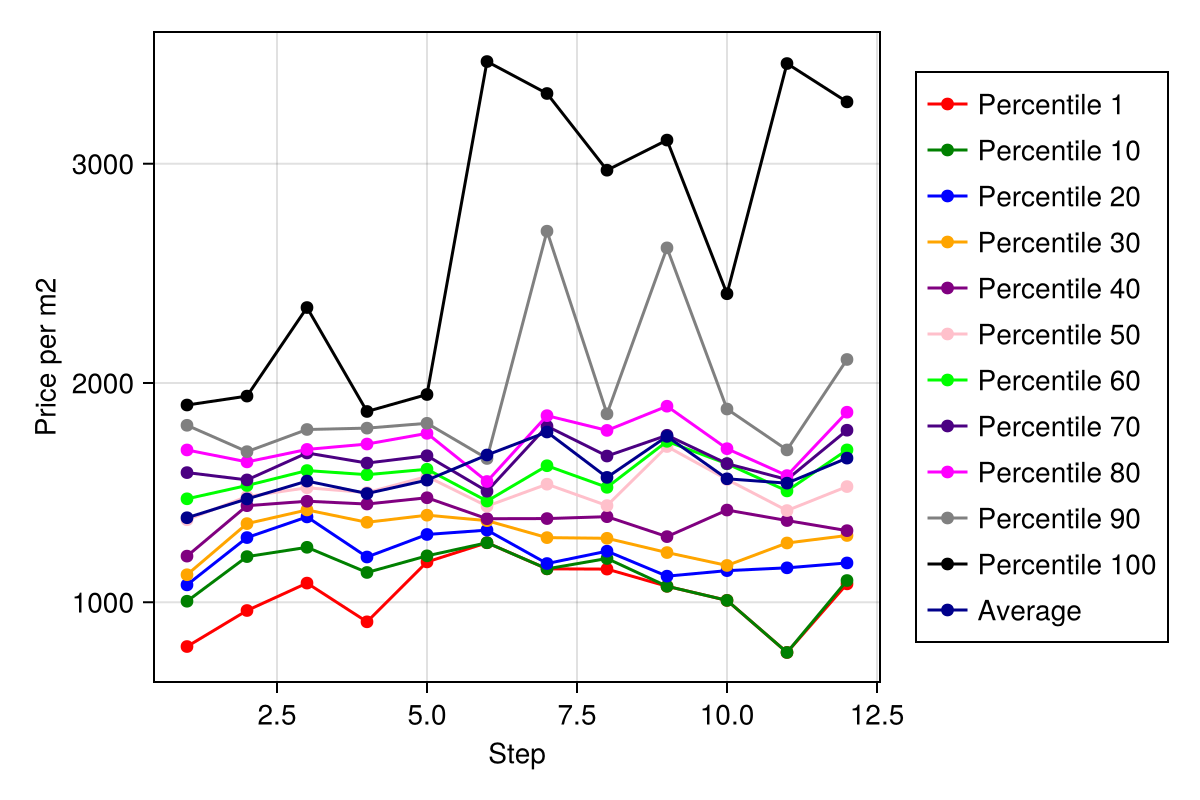 Price per m2
3000
2000
1000
2.5
5.0
7.5
10.0
12.5
Step
Percentile 1
Percentile 10
Percentile 20
Percentile 30
Percentile 40
Percentile 50
Percentile 60
Percentile 70
Percentile 80
Percentile 90
Percentile 100
Average